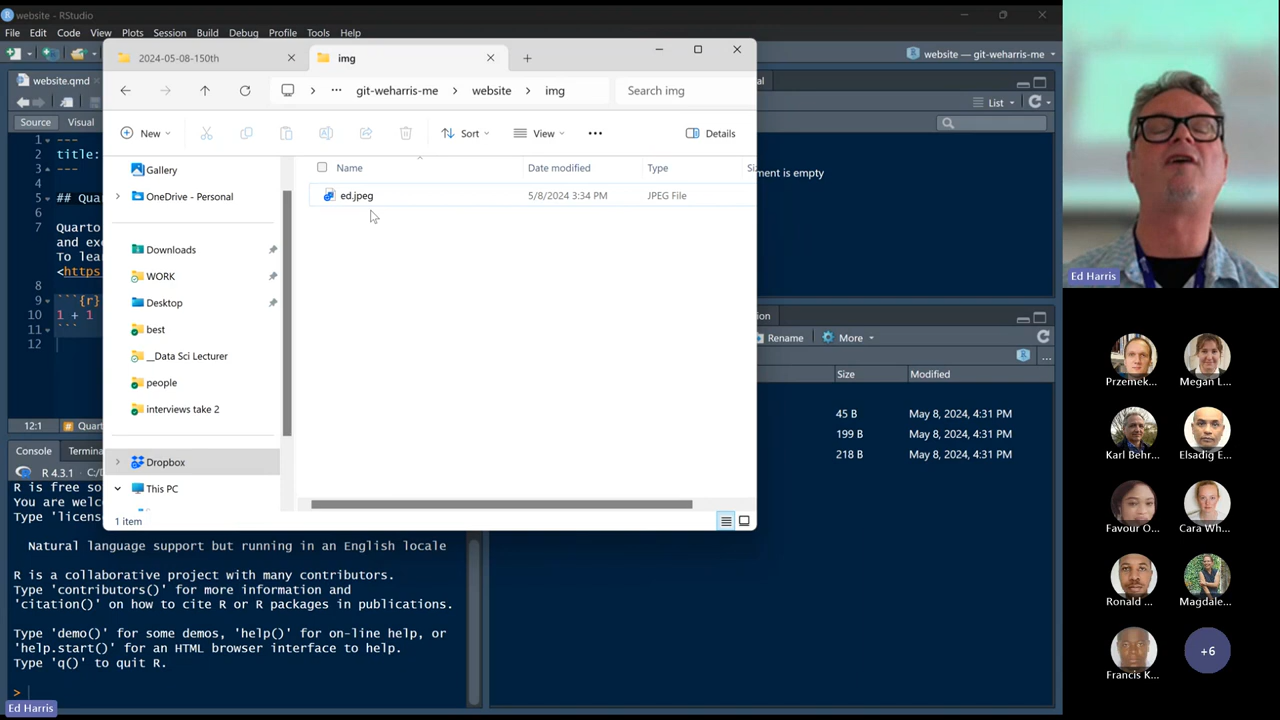 website - RStudio
File Edit Code View Plots Session Build Debug Profile Tools Help
website — git-weharris-me
2024-05-08-150th
img
git-weharris-me > website > img
Search img
New
Sort
View
Details
Gallery
OneDrive - Personal
Downloads
WORK
Desktop
best
__Data Sci Lecturer
people
interviews take 2
Dropbox
This PC
1 item
Name Date modified Type
ed.jpeg 5/8/2024 3:34 PM JPEG File
website.qmd
Source Visual
1 ---
2 title:
3 ---
4
5 ## Qua
6
7 Quarto
and exe
To lear
<https
8
9 ```{r}
10 1 + 1
11 ```
12
12:1
Quart
List
ment is empty
Rename More
Size Modified
45 B May 8, 2024, 4:31 PM
199 B May 8, 2024, 4:31 PM
218 B May 8, 2024, 4:31 PM
Console Termina
R 4.3.1
R is free so
You are welc
Type 'licens
Natural language support but running in an English locale
R is a collaborative project with many contributors.
Type 'contributors()' for more information and
'citation()' on how to cite R or R packages in publications.
Type 'demo()' for some demos, 'help()' for on-line help, or
'help.start()' for an HTML browser interface to help.
Type 'q()' to quit R.
>
Ed Harris
Ed Harris
Przemek... Megan L...
Karl Behr... Elsadig E...
Favour O... Cara Wh...
Ronald ... Magdale...
Francis K... +6